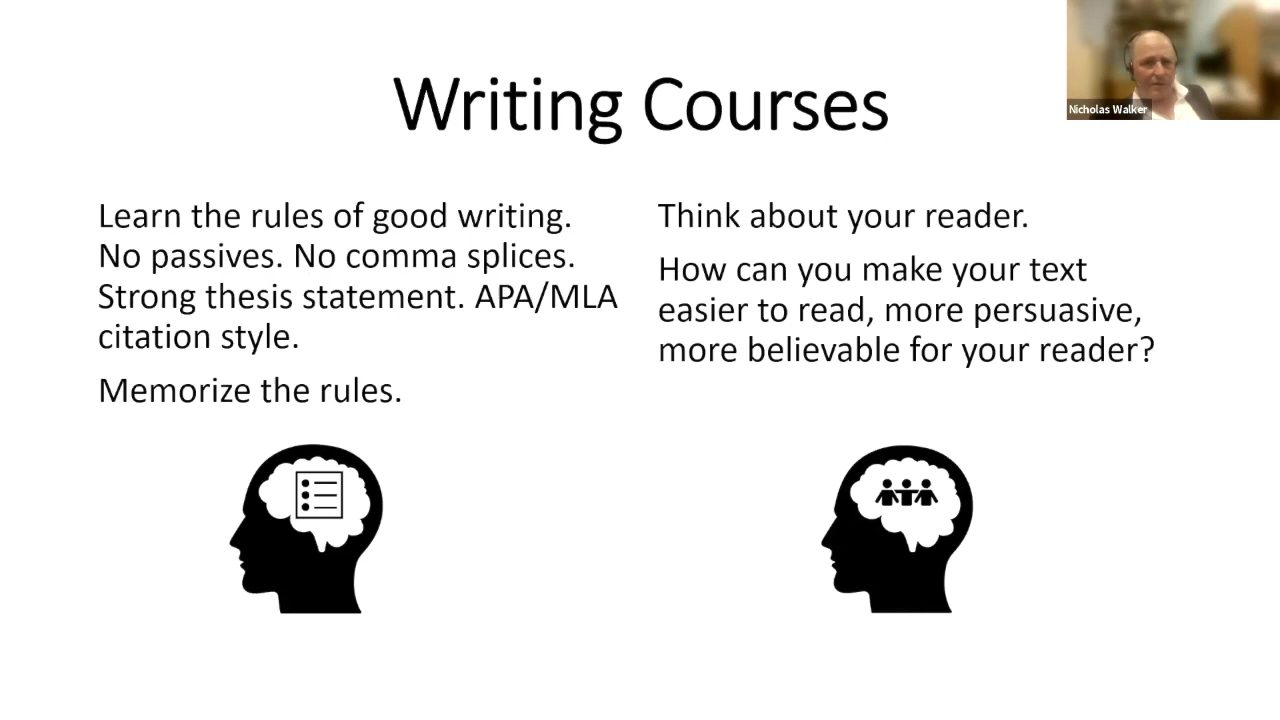 Writing Courses
Nicholas Walker
Learn the rules of good writing.
No passives. No comma splices.
Strong thesis statement. APA/MLA
citation style.
Memorize the rules.
Think about your reader.
How can you make your text
easier to read, more persuasive,
more believable for your reader?